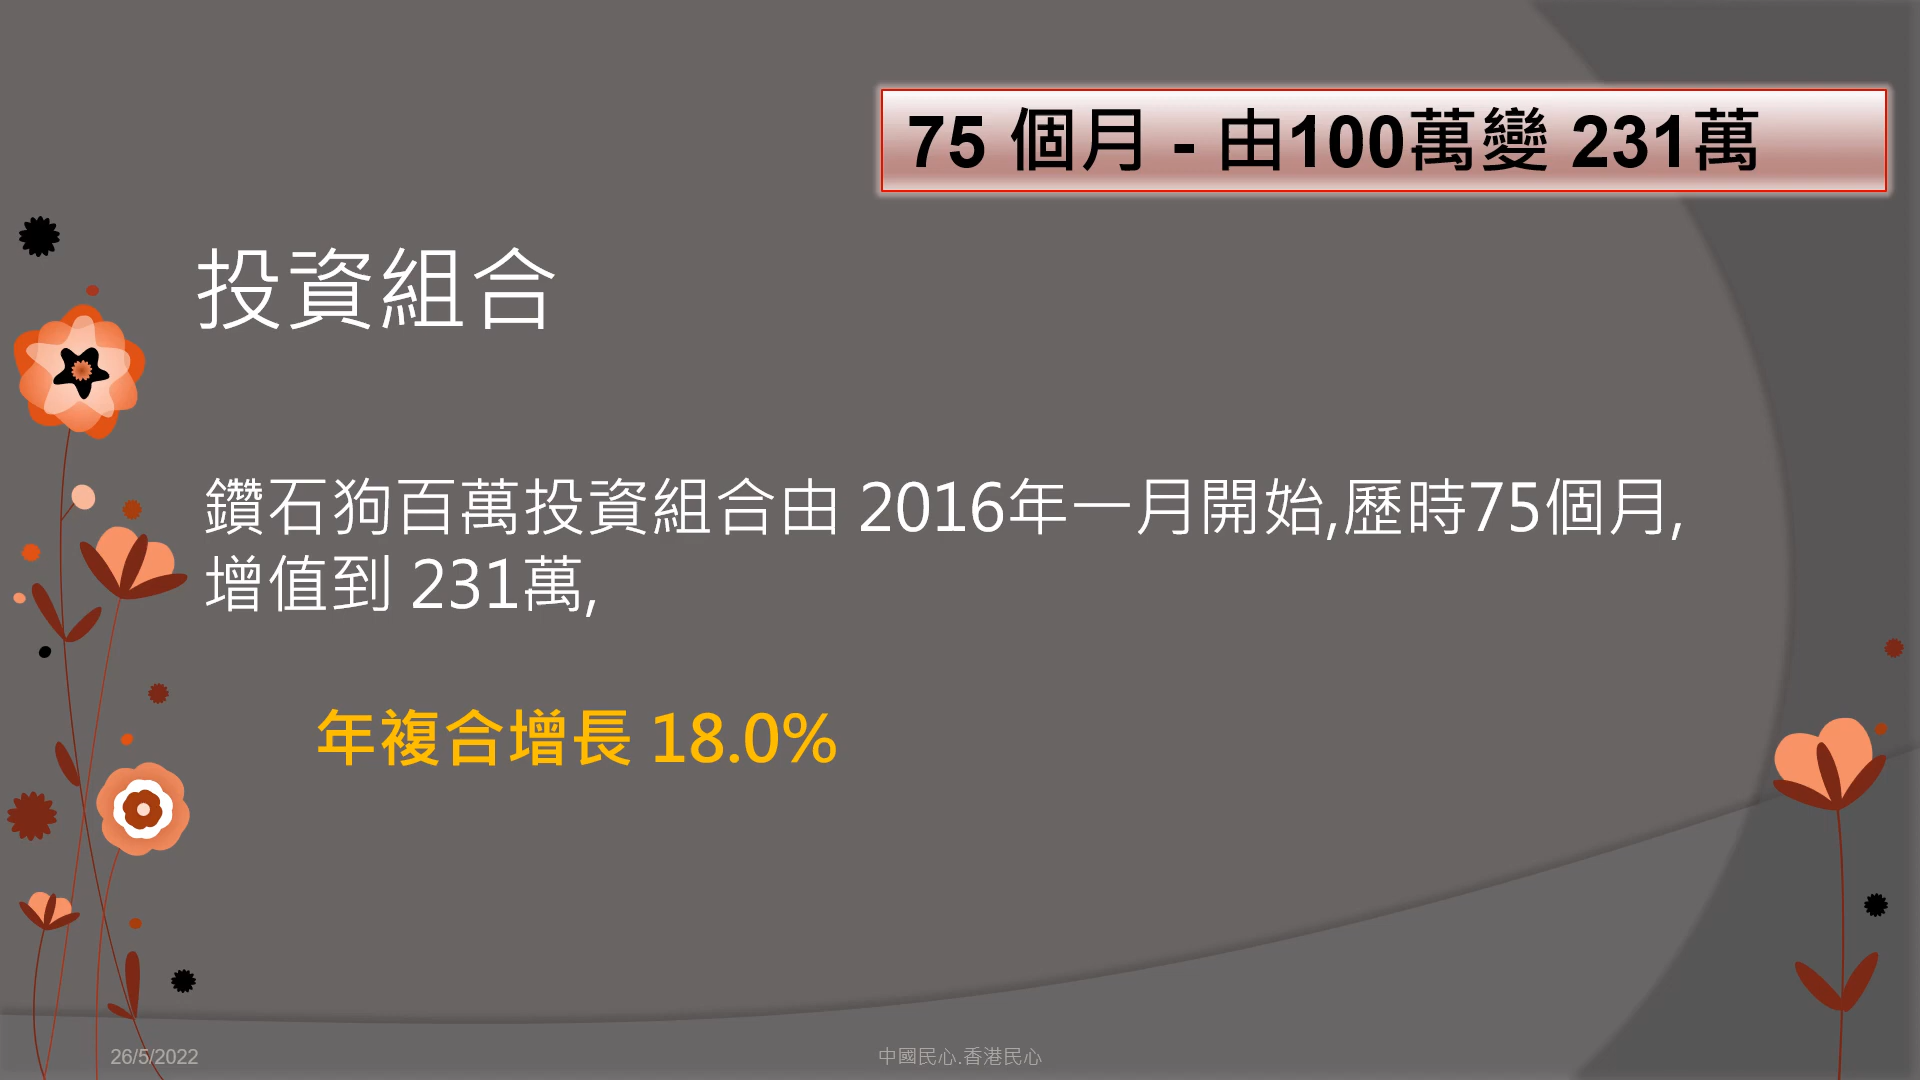 75 個月 - 由100萬變 231萬
投資組合
鑽石狗百萬投資組合由 2016年一月開始,歷時75個月,
增值到 231萬,
年複合增長 18.0%
26/5/2022
中國民心.香港民心